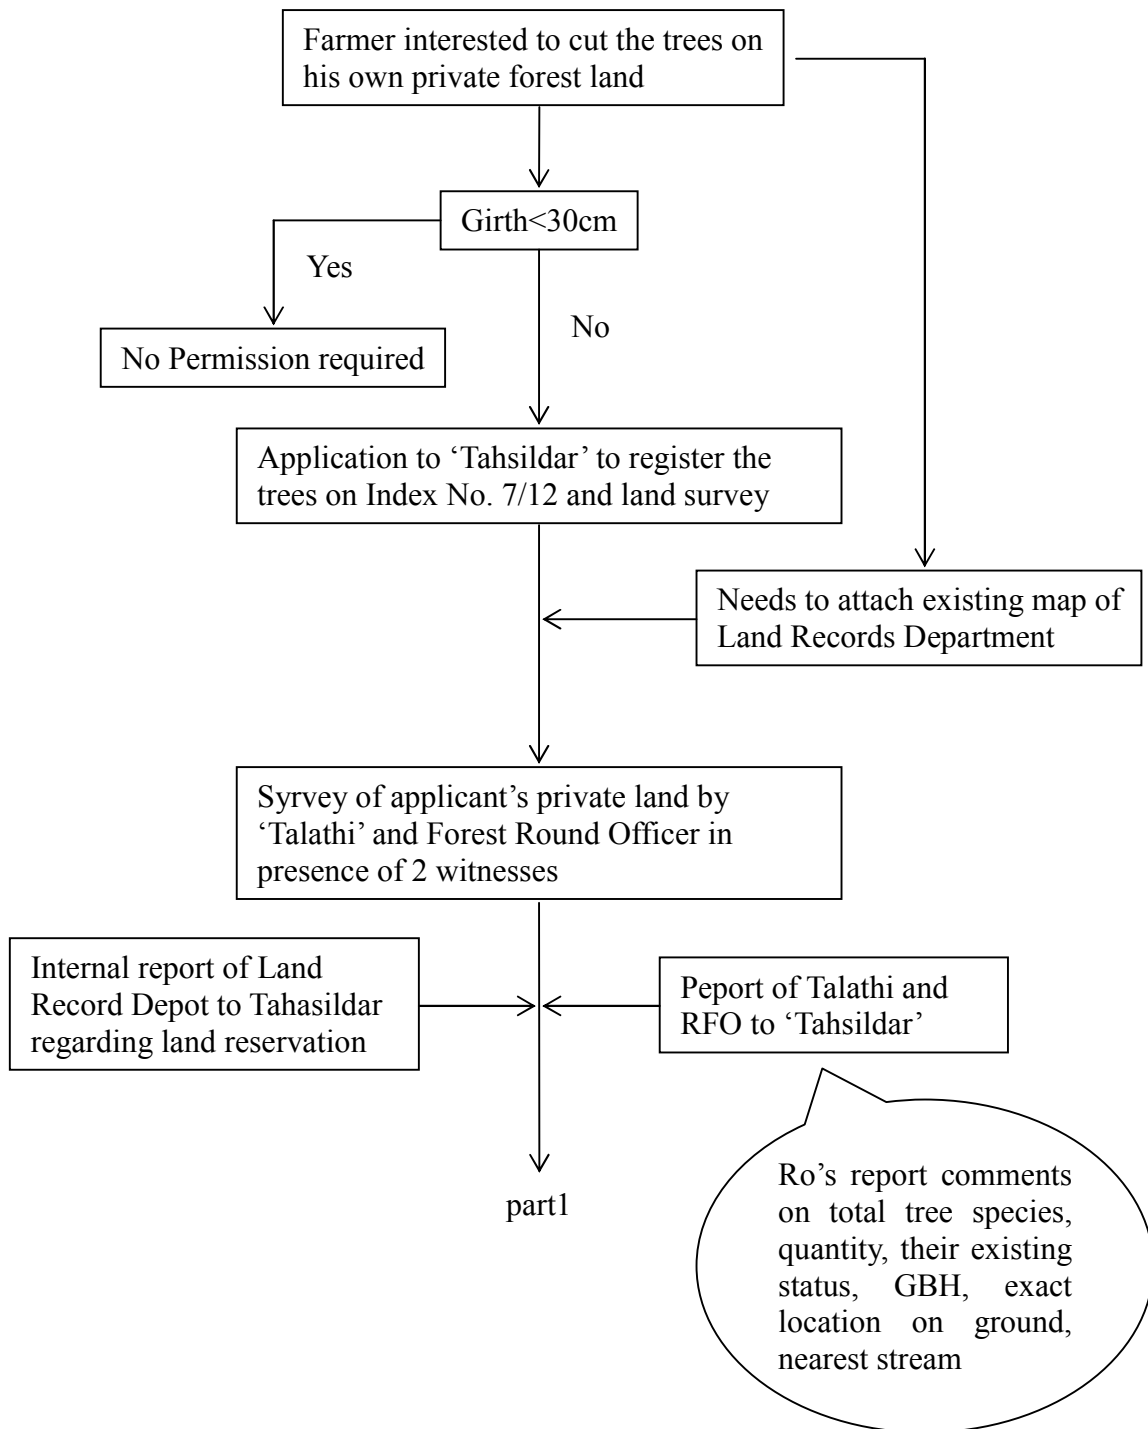 Farmer interested to cut the trees on
his own private forest land
Girth<30cm
Yes
No
No Permission required
Application to ‘Tahsildar’ to register the
trees on Index No. 7/12 and land survey
Needs to attach existing map of
Land Records Department
Syrvey of applicant’s private land by
‘Talathi’ and Forest Round Officer in
presence of 2 witnesses
Internal report of Land
Record Depot to Tahasildar
regarding land reservation
Peport of Talathi and
RFO to ‘Tahsildar’
Ro’s report comments
on total tree species,
quantity, their existing
status, GBH, exact
location on ground,
nearest stream
part1